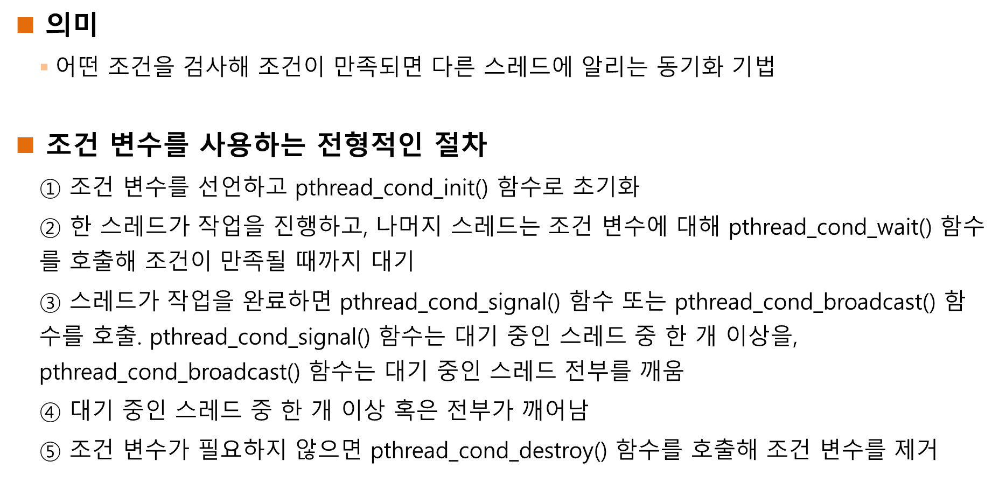 의미
어떤 조건을 검사해 조건이 만족되면 다른 스레드에 알리는 동기화 기법
조건 변수를 사용하는 전형적인 절차
① 조건 변수를 선언하고 pthread_cond_init() 함수로 초기화
② 한 스레드가 작업을 진행하고, 나머지 스레드는 조건 변수에 대해 pthread_cond_wait() 함수
를 호출해 조건이 만족될 때까지 대기
③ 스레드가 작업을 완료하면 pthread_cond_signal() 함수 또는 pthread_cond_broadcast() 함
수를 호출. pthread_cond_signal() 함수는 대기 중인 스레드 중 한 개 이상을,
pthread_cond_broadcast() 함수는 대기 중인 스레드 전부를 깨움
④ 대기 중인 스레드 중 한 개 이상 혹은 전부가 깨어남
⑤ 조건 변수가 필요하지 않으면 pthread_cond_destroy() 함수를 호출해 조건 변수를 제거